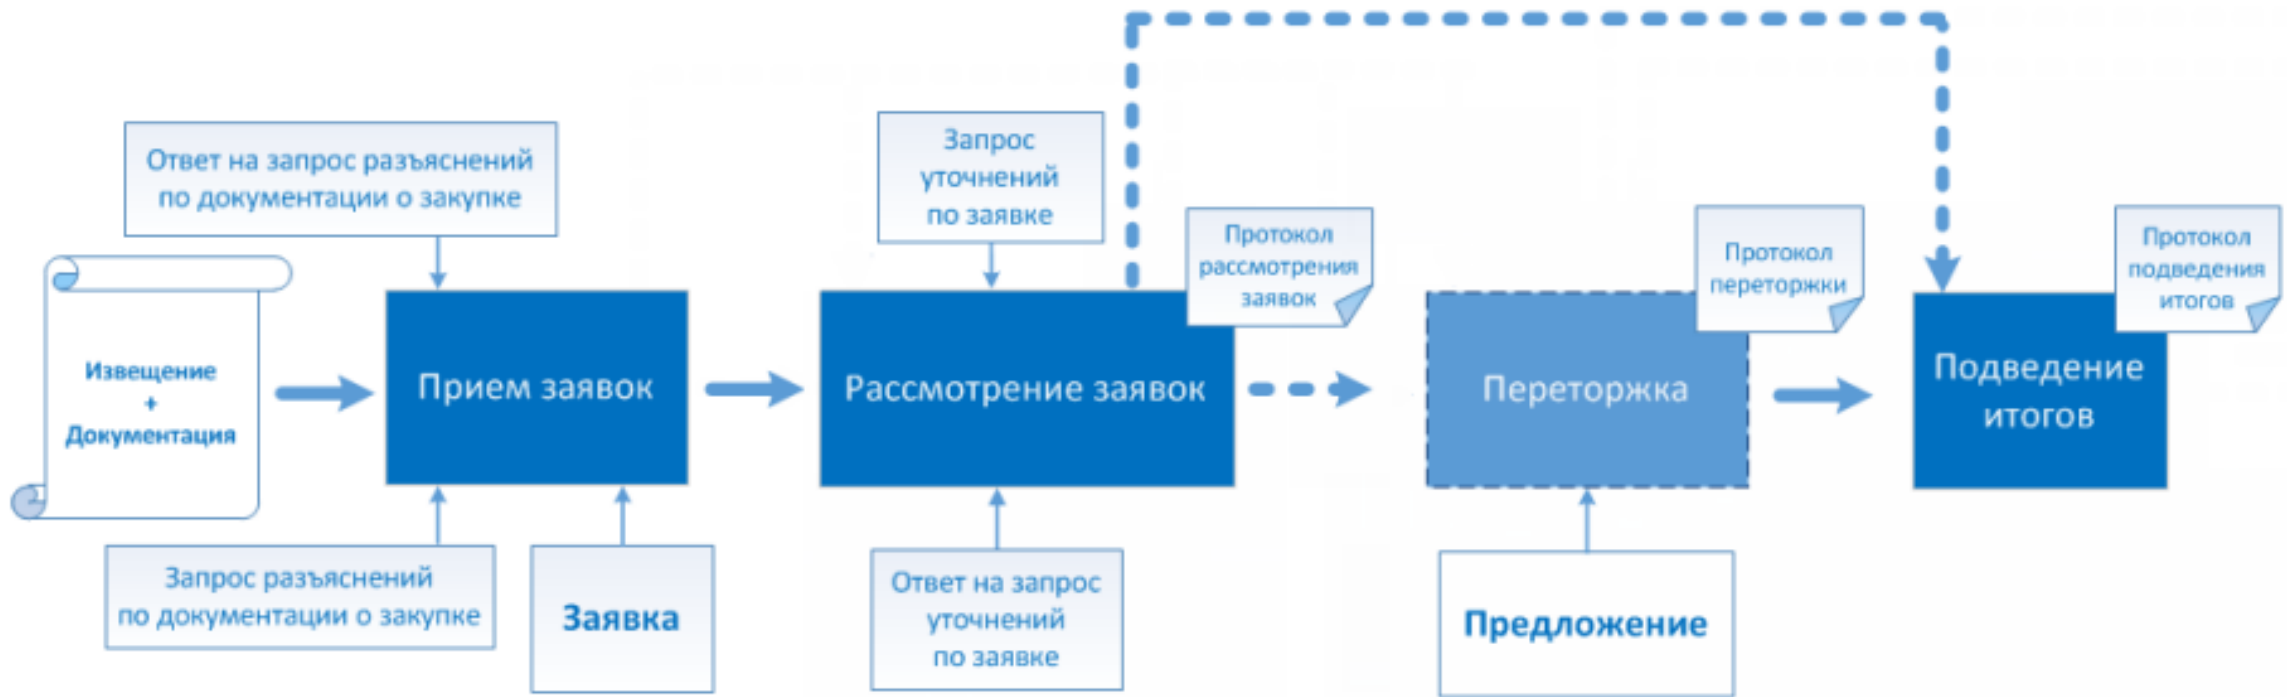 Ответ на запрос разъяснений
по документации о закупке
Запрос
уточнений
по заявке
Протокол
рассмотрения
заявок
Протокол
переторжки
Протокол
подведения
итогов
Извещение
+
Документация
Прием заявок
Рассмотрение заявок
Переторжка
Подведение
итогов
Запрос разъяснений
по документации о закупке
Заявка
Ответ на запрос
уточнений
по заявке
Предложение